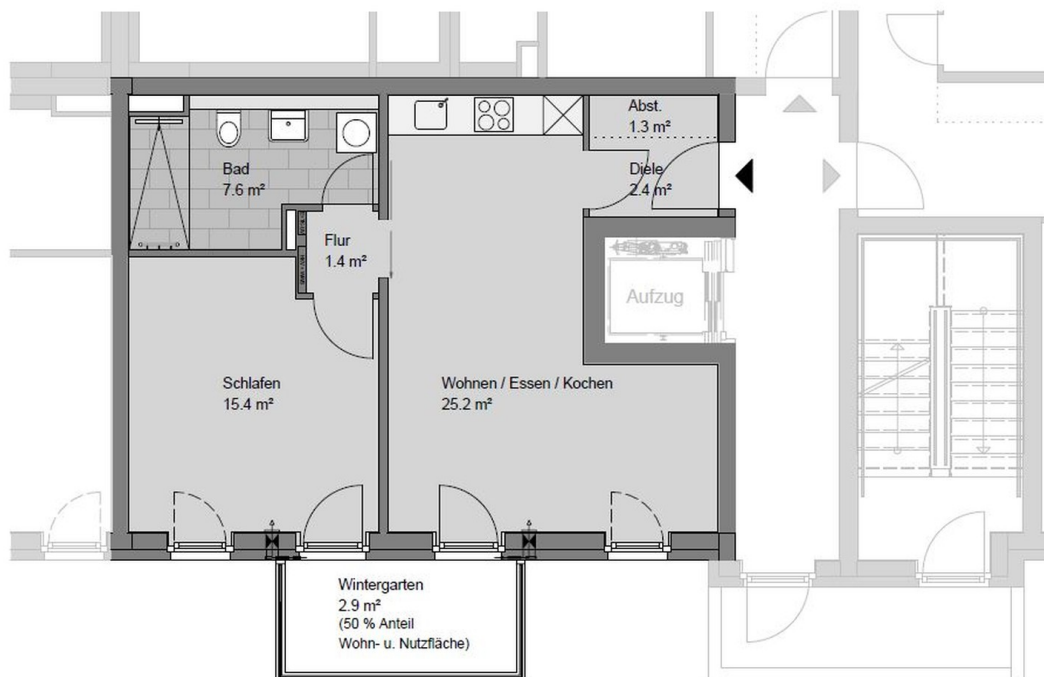 Abst.
1.3 m²
Bad
7.6 m²
Diele
2.4 m²
Flur
1.4 m²
Aufzug
Schlafen
15.4 m²
Wohnen / Essen / Kochen
25.2 m²
Wintergarten
2.9 m²
(50 % Anteil
Wohn- u. Nutzfläche)